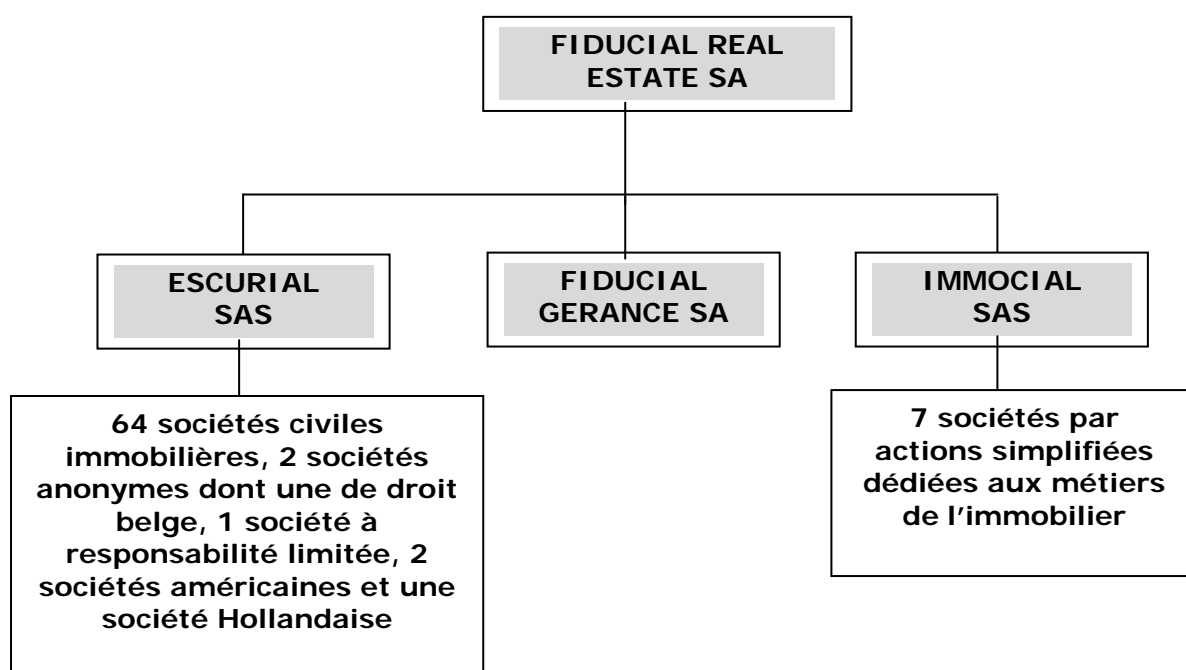 FIDUCIAL REAL
ESTATE SA
ESCURIAL
SAS
FIDUCIAL
GERANCE SA
IMMOCIAL
SAS
64 sociétés civiles
immobilières, 2 sociétés
anonymes dont une de droit
belge, 1 société à
responsabilité limitée, 2
sociétés américaines et une
société Hollandaise
7 sociétés par
actions simplifiées
dédiées aux métiers
de l’immobilier